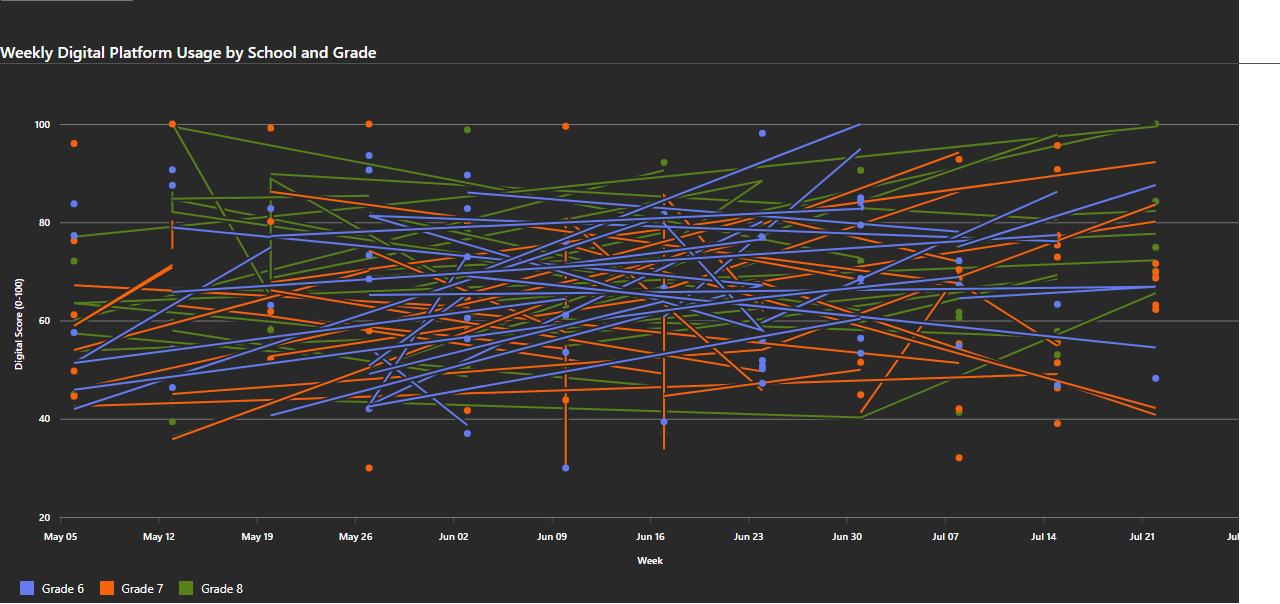 Weekly Digital Platform Usage by School and Grade
100
80
60
40
20
Digital Score (0-100)
May 05 May 12 May 19 May 26 Jun 02 Jun 09 Jun 16 Jun 23 Jun 30 Jul 07 Jul 14 Jul 21
Week
Grade 6 Grade 7 Grade 8